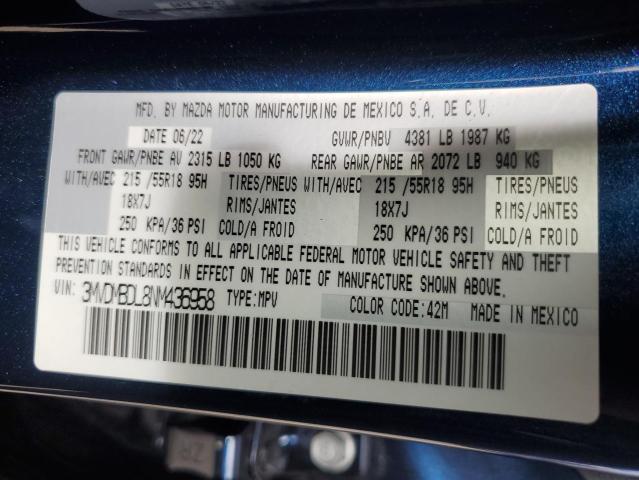 MFD. BY MAZDA MOTOR MANUFACTURING DE MEXICO S.A. DE C.V.
DATE 06/22 GVWR/PNBV 4381 LB 1987 KG
FRONT GAWR/PNBE AV 2315 LB 1050 KG REAR GAWR/PNBE AR 2072 LB 940 KG
WITH/AVEC 215 /55R18 95H TIRES/PNEUS WITH/AVEC 215 /55R18 95H TIRES/PNEUS
18X7J RIMS/JANTES 18X7J RIMS/JANTES
250 KPA/36 PSI COLD/A FROID 250 KPA/36 PSI COLD/A FROID
THIS VEHICLE CONFORMS TO ALL APPLICABLE FEDERAL MOTOR VEHICLE SAFETY AND THEFT
PREVENTION STANDARDS IN EFFECT ON THE DATE OF MANUFACTURE SHOWN ABOVE.
VIN: 3MVDMBDL8NM436958 TYPE:MPV COLOR CODE:42M MADE IN MEXICO